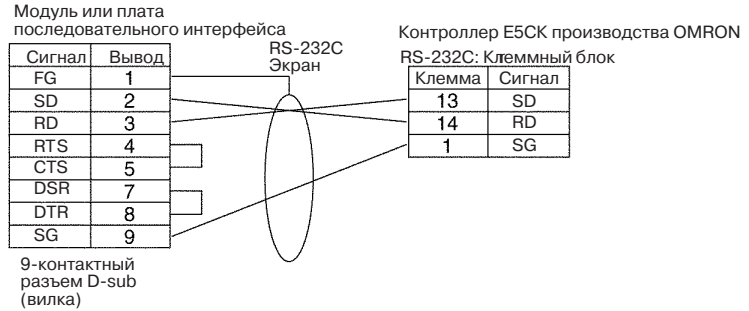 Модуль или плата
последовательного интерфейса
RS-232C
Экран
Контроллер E5CK производства OMRON
RS-232C: Клеммный блок
Сигнал Вывод
FG 1
SD 2
RD 3
RTS 4
CTS 5
DSR 7
DTR 8
SG 9
Клемма Сигнал
13 SD
14 RD
1 SG
9-контактный
разъем D-sub
(вилка)